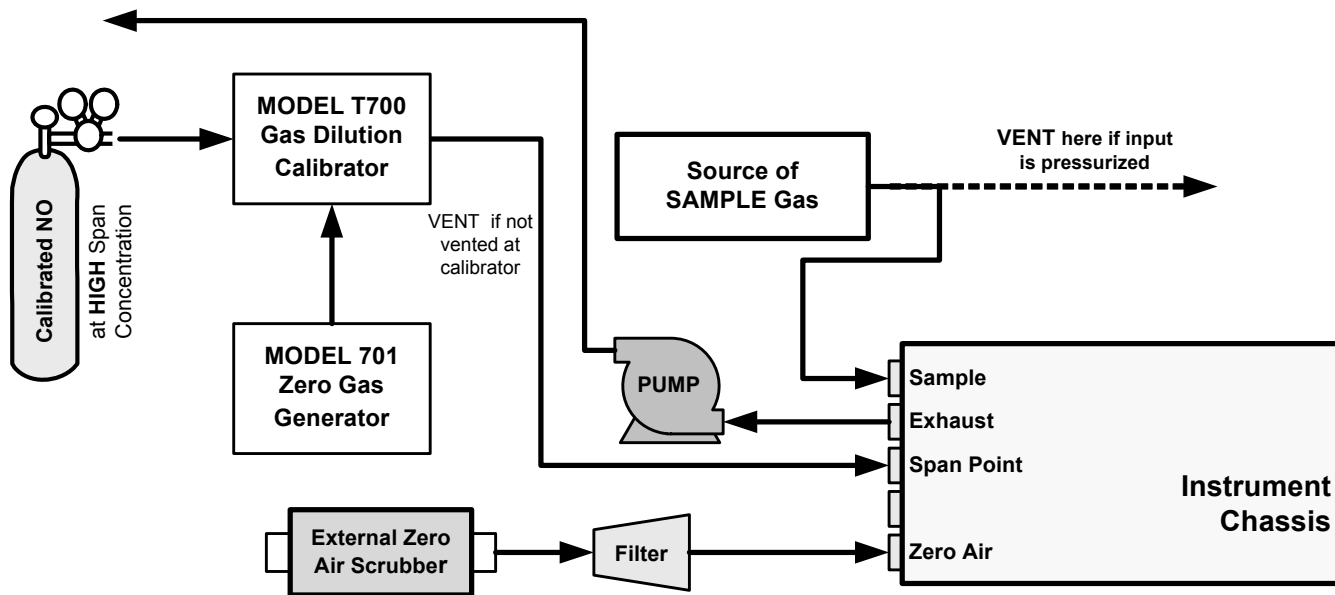 MODEL T700
Gas Dilution
Calibrator
VENT here if input
is pressurized
Source of
SAMPLE Gas
Calibrated NO
at HIGH Span
Concentration
VENT if not
vented at
calibrator
MODEL 701
Zero Gas
Generator
PUMP
Sample
Exhaust
Span Point
Instrument
Chassis
External Zero
Air Scrubber
Filter
Zero Air